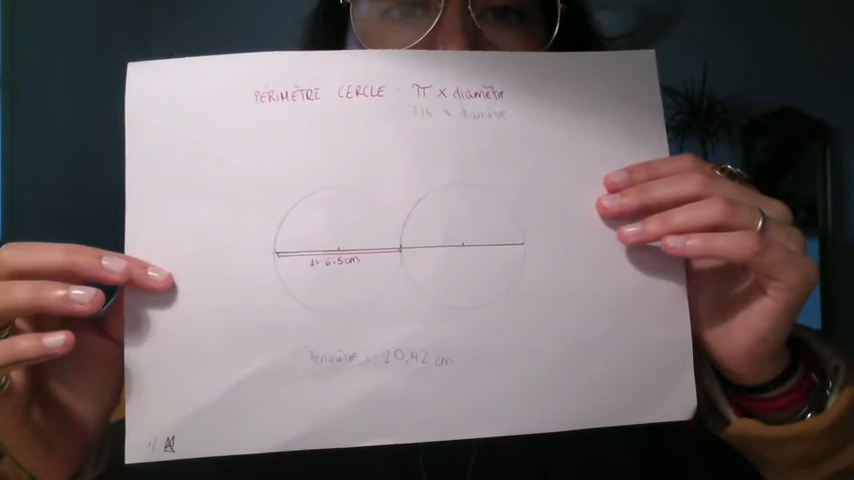 PÉRIMÈTRE CERCLE π x diamètre
3,14 x diamètre
d= 6.5cm
Périmètre = 20,42 cm